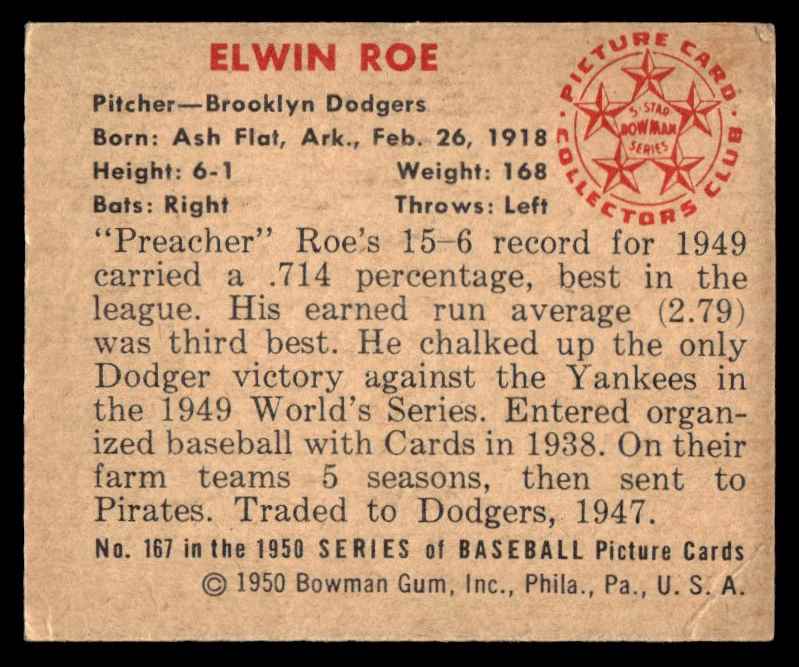 ELWIN ROE
Pitcher—Brooklyn Dodgers
Born: Ash Flat, Ark., Feb. 26, 1918
Height: 6-1 Weight: 168
Bats: Right Throws: Left
PICTURE CARD
COLLECTORS CLUB
5-STAR
BOWMAN
SERIES
"Preacher" Roe's 15-6 record for 1949
carried a .714 percentage, best in the
league. His earned run average (2.79)
was third best. He chalked up the only
Dodger victory against the Yankees in
the 1949 World's Series. Entered organ-
ized baseball with Cards in 1938. On their
farm teams 5 seasons, then sent to
Pirates. Traded to Dodgers, 1947.
No. 167 in the 1950 SERIES of BASEBALL Picture Cards
© 1950 Bowman Gum, Inc., Phila., Pa., U. S. A.